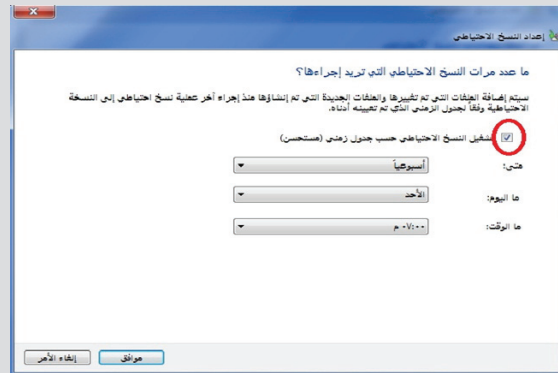 إعداد النسخ الاحتياطي
ما عدد مرات النسخ الاحتياطي التي تريد إجراءها؟
سيتم إضافة الملفات التي تم تغييرها والملفات الجديدة التي تم إنشاؤها منذ إجراء آخر عملية نسخ احتياطي إلى النسخة
الاحتياطية وفقًا لجدول الزمني الذي تم تعيينه أدناه.
تشغيل النسخ الاحتياطي حسب جدول زمني (مستحسن)
متى: أسبوعياً
ما اليوم: الأحد
ما الوقت: ٠٧:٠٠ م
موافق إلغاء الأمر